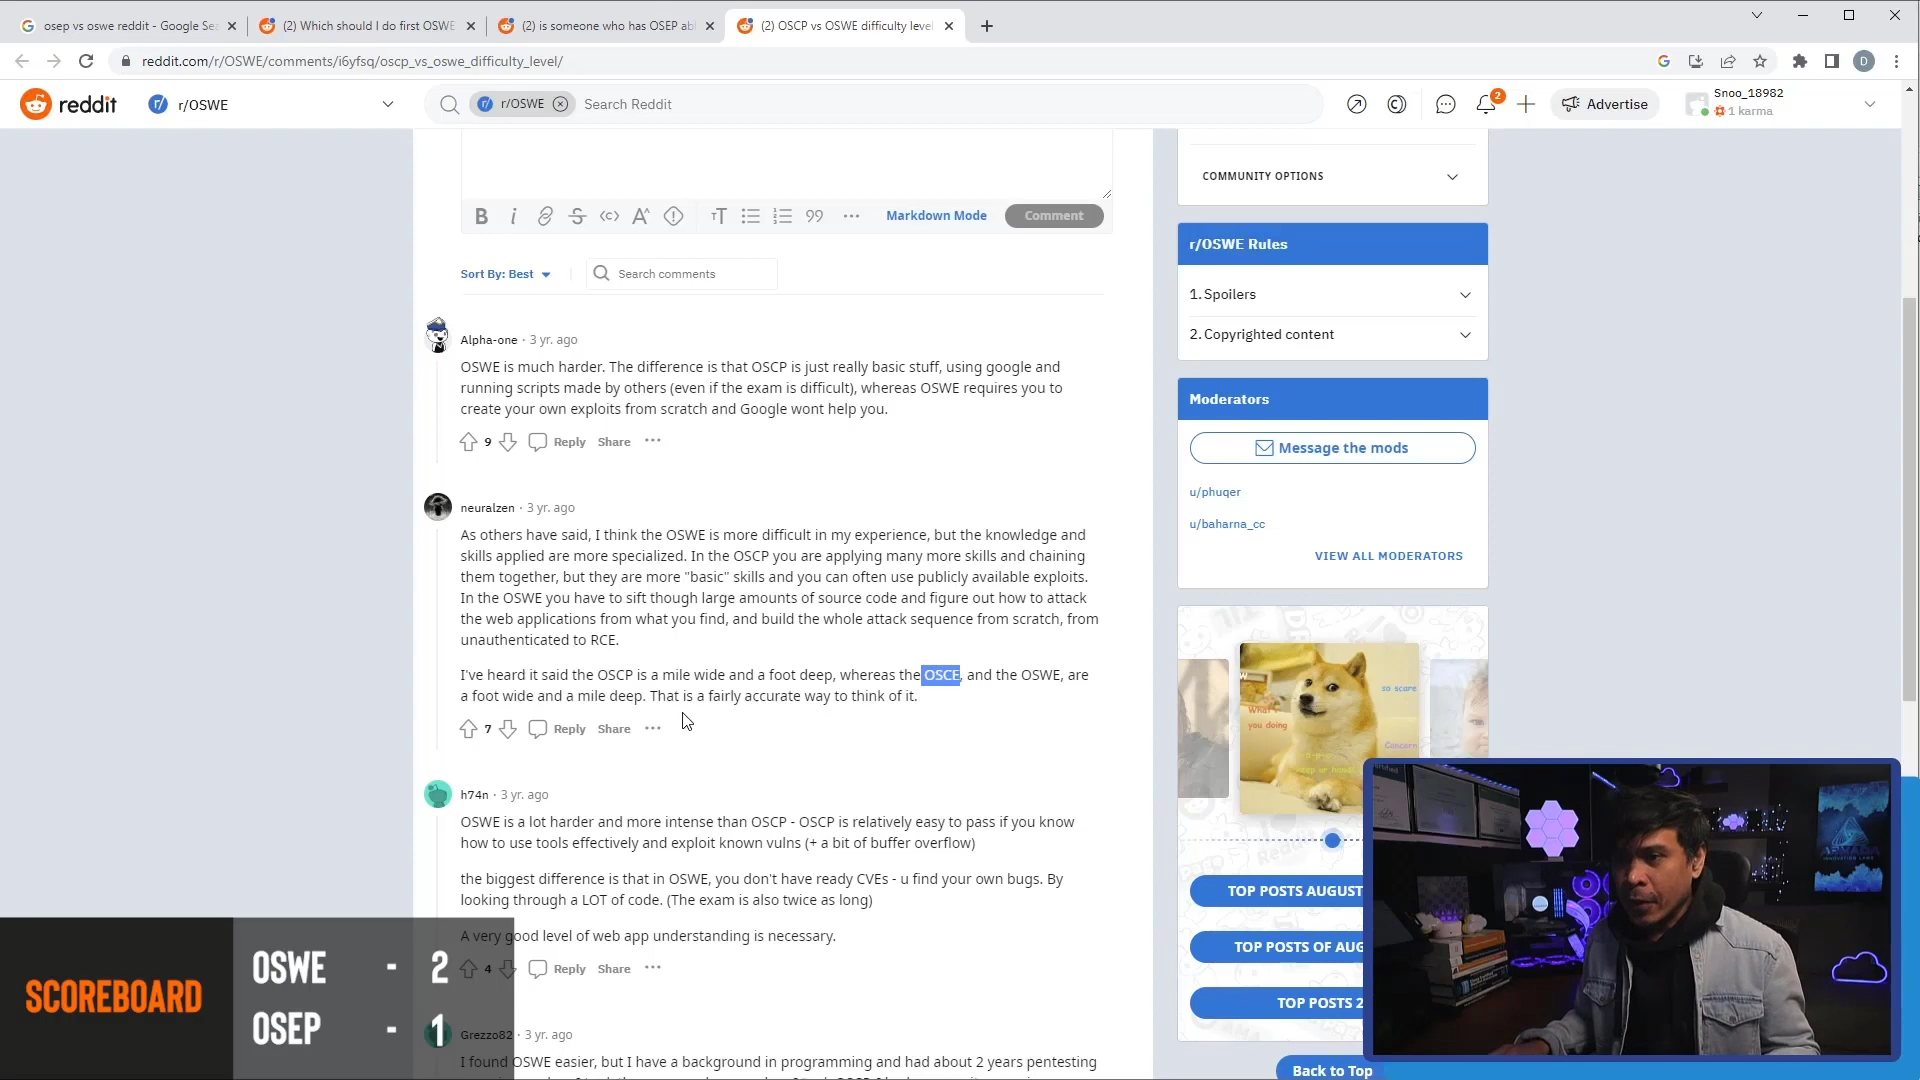 osep vs oswe reddit - Google Sea
(2) Which should I do first OSWE
(2) is someone who has OSEP abl
(2) OSCP vs OSWE difficulty level
reddit.com/r/OSWE/comments/i6yfsq/oscp_vs_oswe_difficulty_level/
D
reddit
r/OSWE
r/OSWE
Search Reddit
2
Advertise
Snoo_18982
1 karma
Markdown Mode
Comment
Sort By: Best
Search comments
Alpha-one · 3 yr. ago
OSWE is much harder. The difference is that OSCP is just really basic stuff, using google and
running scripts made by others (even if the exam is difficult), whereas OSWE requires you to
create your own exploits from scratch and Google wont help you.
9
Reply
Share
neuralzen · 3 yr. ago
As others have said, I think the OSWE is more difficult in my experience, but the knowledge and
skills applied are more specialized. In the OSCP you are applying many more skills and chaining
them together, but they are more "basic" skills and you can often use publicly available exploits.
In the OSWE you have to sift though large amounts of source code and figure out how to attack
the web applications from what you find, and build the whole attack sequence from scratch, from
unauthenticated to RCE.
I've heard it said the OSCP is a mile wide and a foot deep, whereas the OSCE, and the OSWE, are
a foot wide and a mile deep. That is a fairly accurate way to think of it.
7
Reply
Share
h74n · 3 yr. ago
OSWE is a lot harder and more intense than OSCP - OSCP is relatively easy to pass if you know
how to use tools effectively and exploit known vulns (+ a bit of buffer overflow)
the biggest difference is that in OSWE, you don't have ready CVEs - u find your own bugs. By
looking through a LOT of code. (The exam is also twice as long)
A very good level of web app understanding is necessary.
4
Reply
Share
Grezzo82 · 3 yr. ago
I found OSWE easier, but I have a background in programming and had about 2 years pentesting
COMMUNITY OPTIONS
r/OSWE Rules
1. Spoilers
2. Copyrighted content
Moderators
Message the mods
u/phuqer
u/baharna_cc
VIEW ALL MODERATORS
so scare
What's
you doing
Concern
TOP POSTS AUGUST
TOP POSTS OF AUG
TOP POSTS 2
Back to Top
SCOREBOARD
OSWE - 2
OSEP - 1